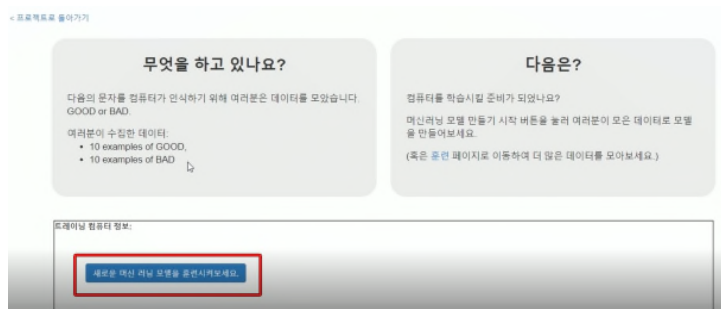 < 프로젝트로 돌아가기
무엇을 하고 있나요?
다음의 문자를 컴퓨터가 인식하기 위해 여러분은 데이터를 모았습니다.
GOOD or BAD.
여러분이 수집한 데이터:
• 10 examples of GOOD,
• 10 examples of BAD
다음은?
컴퓨터를 학습시킬 준비가 되었나요?
머신러닝 모델 만들기 시작 버튼을 눌러 여러분이 모은 데이터로 모델
을 만들어보세요.
(혹은 훈련 페이지로 이동하여 더 많은 데이터를 모아보세요.)
트레이닝 컴퓨터 정보:
새로운 머신 러닝 모델을 훈련시켜보세요.